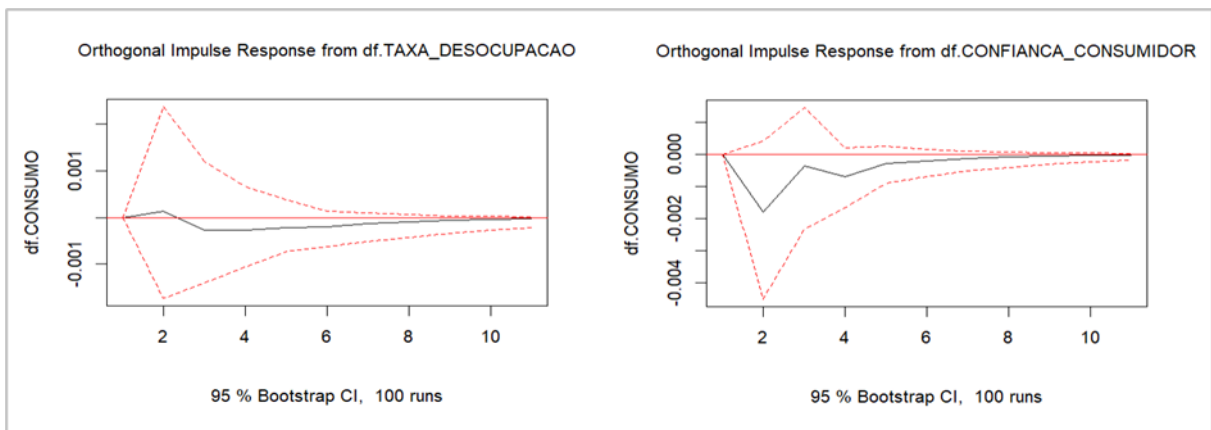 Orthogonal Impulse Response from df.TAXA_DESOCUPACAO
df.CONSUMO
0.001
-0.001
2 4 6 8 10
95 % Bootstrap CI, 100 runs
Orthogonal Impulse Response from df.CONFIANCA_CONSUMIDOR
df.CONSUMO
0.000
-0.002
-0.004
2 4 6 8 10
95 % Bootstrap CI, 100 runs